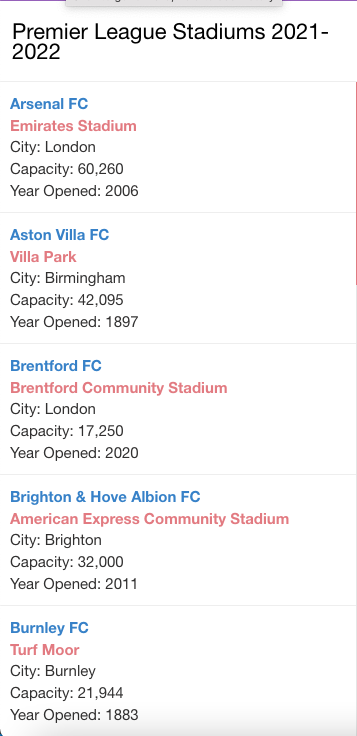 Premier League Stadiums 2021-
2022
Arsenal FC
Emirates Stadium
City: London
Capacity: 60,260
Year Opened: 2006
Aston Villa FC
Villa Park
City: Birmingham
Capacity: 42,095
Year Opened: 1897
Brentford FC
Brentford Community Stadium
City: London
Capacity: 17,250
Year Opened: 2020
Brighton & Hove Albion FC
American Express Community Stadium
City: Brighton
Capacity: 32,000
Year Opened: 2011
Burnley FC
Turf Moor
City: Burnley
Capacity: 21,944
Year Opened: 1883